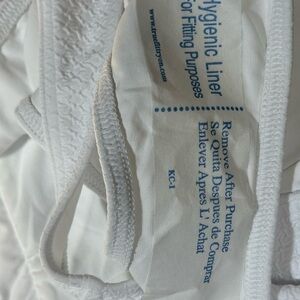 Hygienic Liner
For Fitting Purposes
Remove After Purchase
Se Quita Despues de Comprar
Enlever Apres L' Achat
KC-1